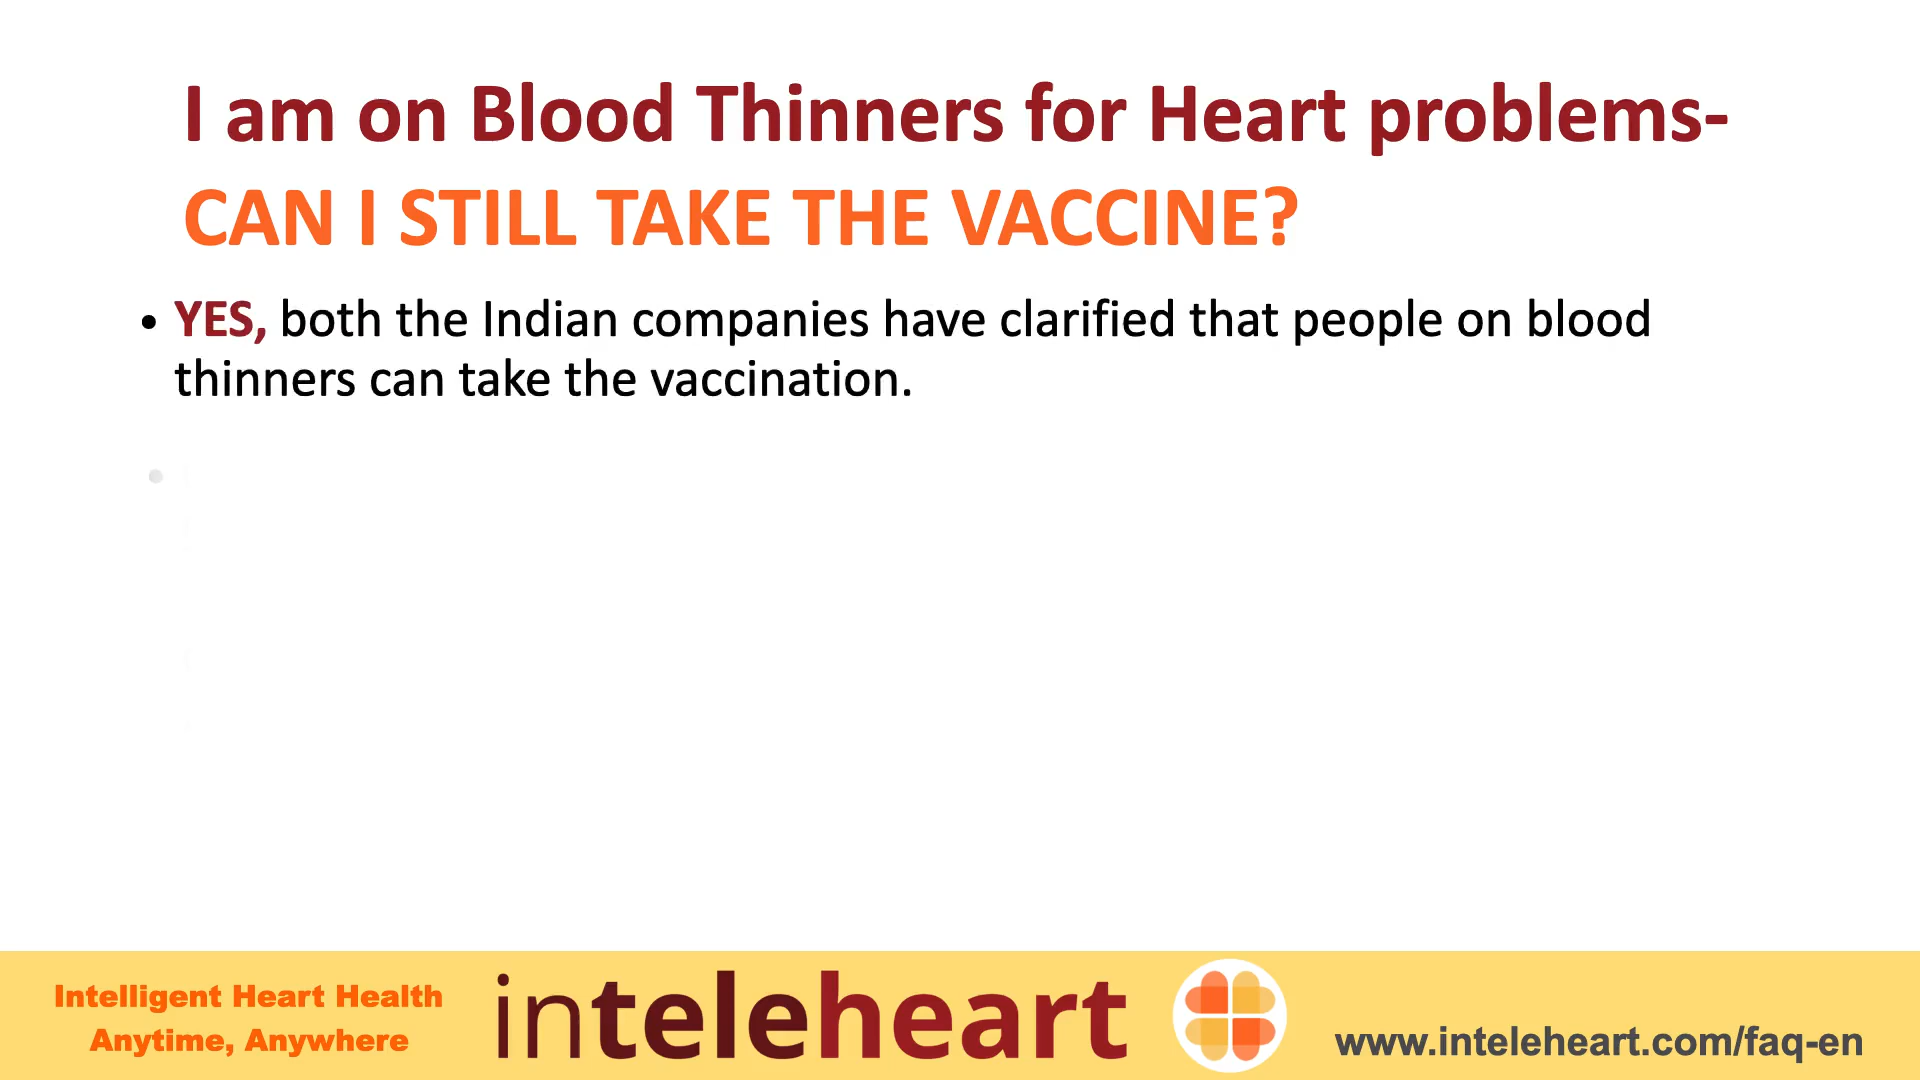 I am on Blood Thinners for Heart problems-
CAN I STILL TAKE THE VACCINE?
• YES, both the Indian companies have clarified that people on blood
thinners can take the vaccination.
Intelligent Heart Health
Anytime, Anywhere
inteleheart
www.inteleheart.com/faq-en